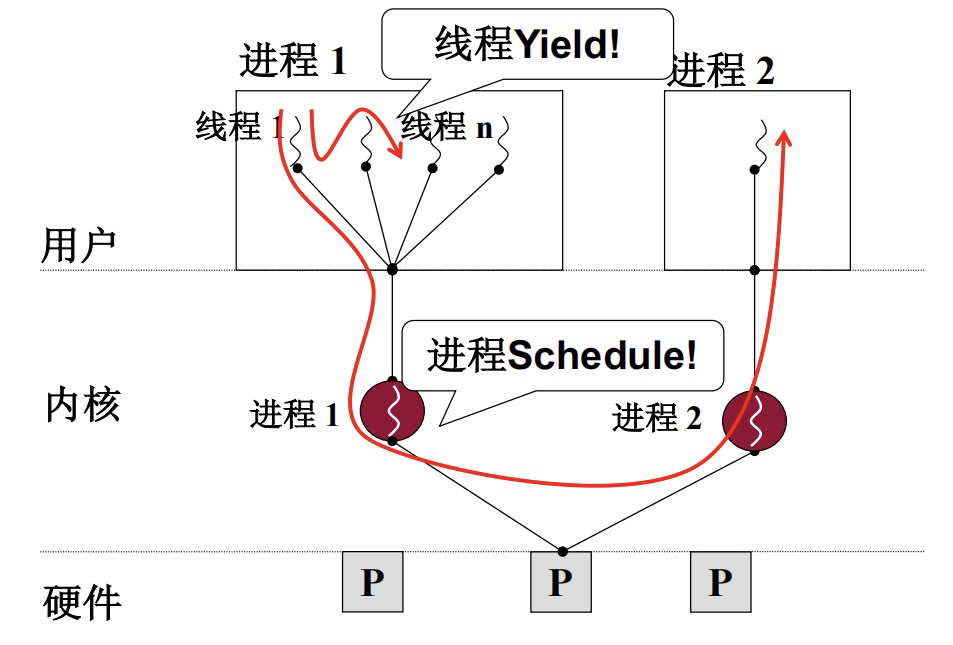 线程Yield!
进程 1
进程 2
线程 1
线程 n
用户
进程Schedule!
内核
进程 1
进程 2
P
P
P
硬件